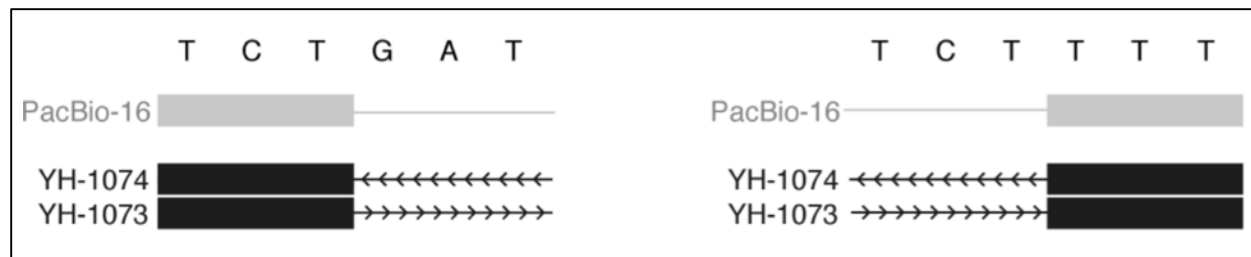 T C T G A T T C T T T T
PacBio-16 PacBio-16
YH-1074 YH-1074
YH-1073 YH-1073